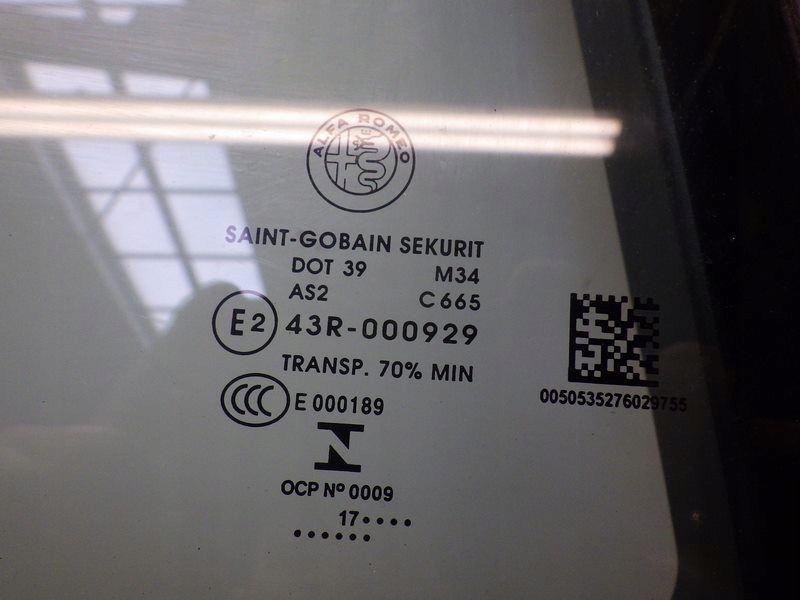 ALFA ROMEO
SAINT-GOBAIN SEKURIT
DOT 39 M34
AS2 C665
E2 43R-000929
TRANSP. 70% MIN
CCC E 000189
N
OCP Nº 0009
17••••
••••••
0050535276029755